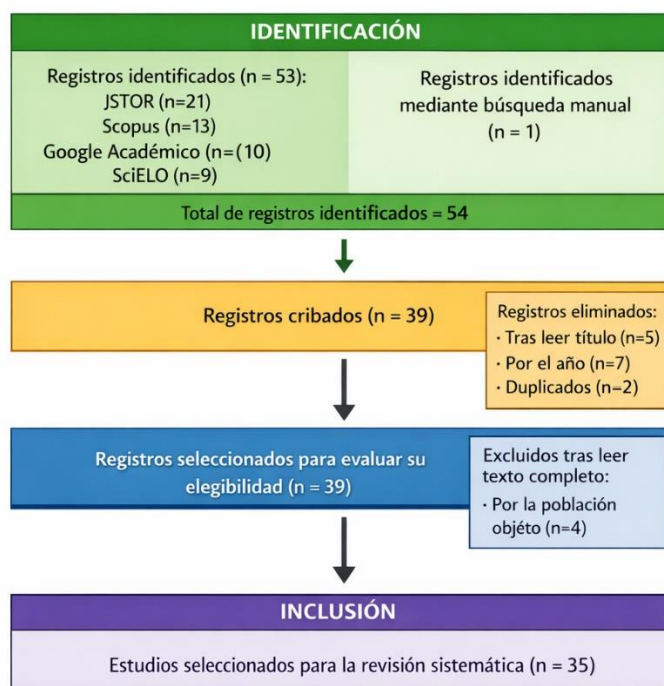 IDENTIFICACIÓN
Registros identificados (n = 53):
JSTOR (n=21)
Scopus (n=13)
Google Académico (n=(10)
SciELO (n=9)
Registros identificados
mediante búsqueda manual
(n = 1)
Total de registros identificados = 54
Registros cribados (n = 39)
Registros eliminados:
· Tras leer título (n=5)
· Por el año (n=7)
· Duplicados (n=2)
Registros seleccionados para evaluar su
elegibilidad (n = 39)
Excluidos tras leer
texto completo:
· Por la población
objéto (n=4)
INCLUSIÓN
Estudios seleccionados para la revisión sistemática (n = 35)